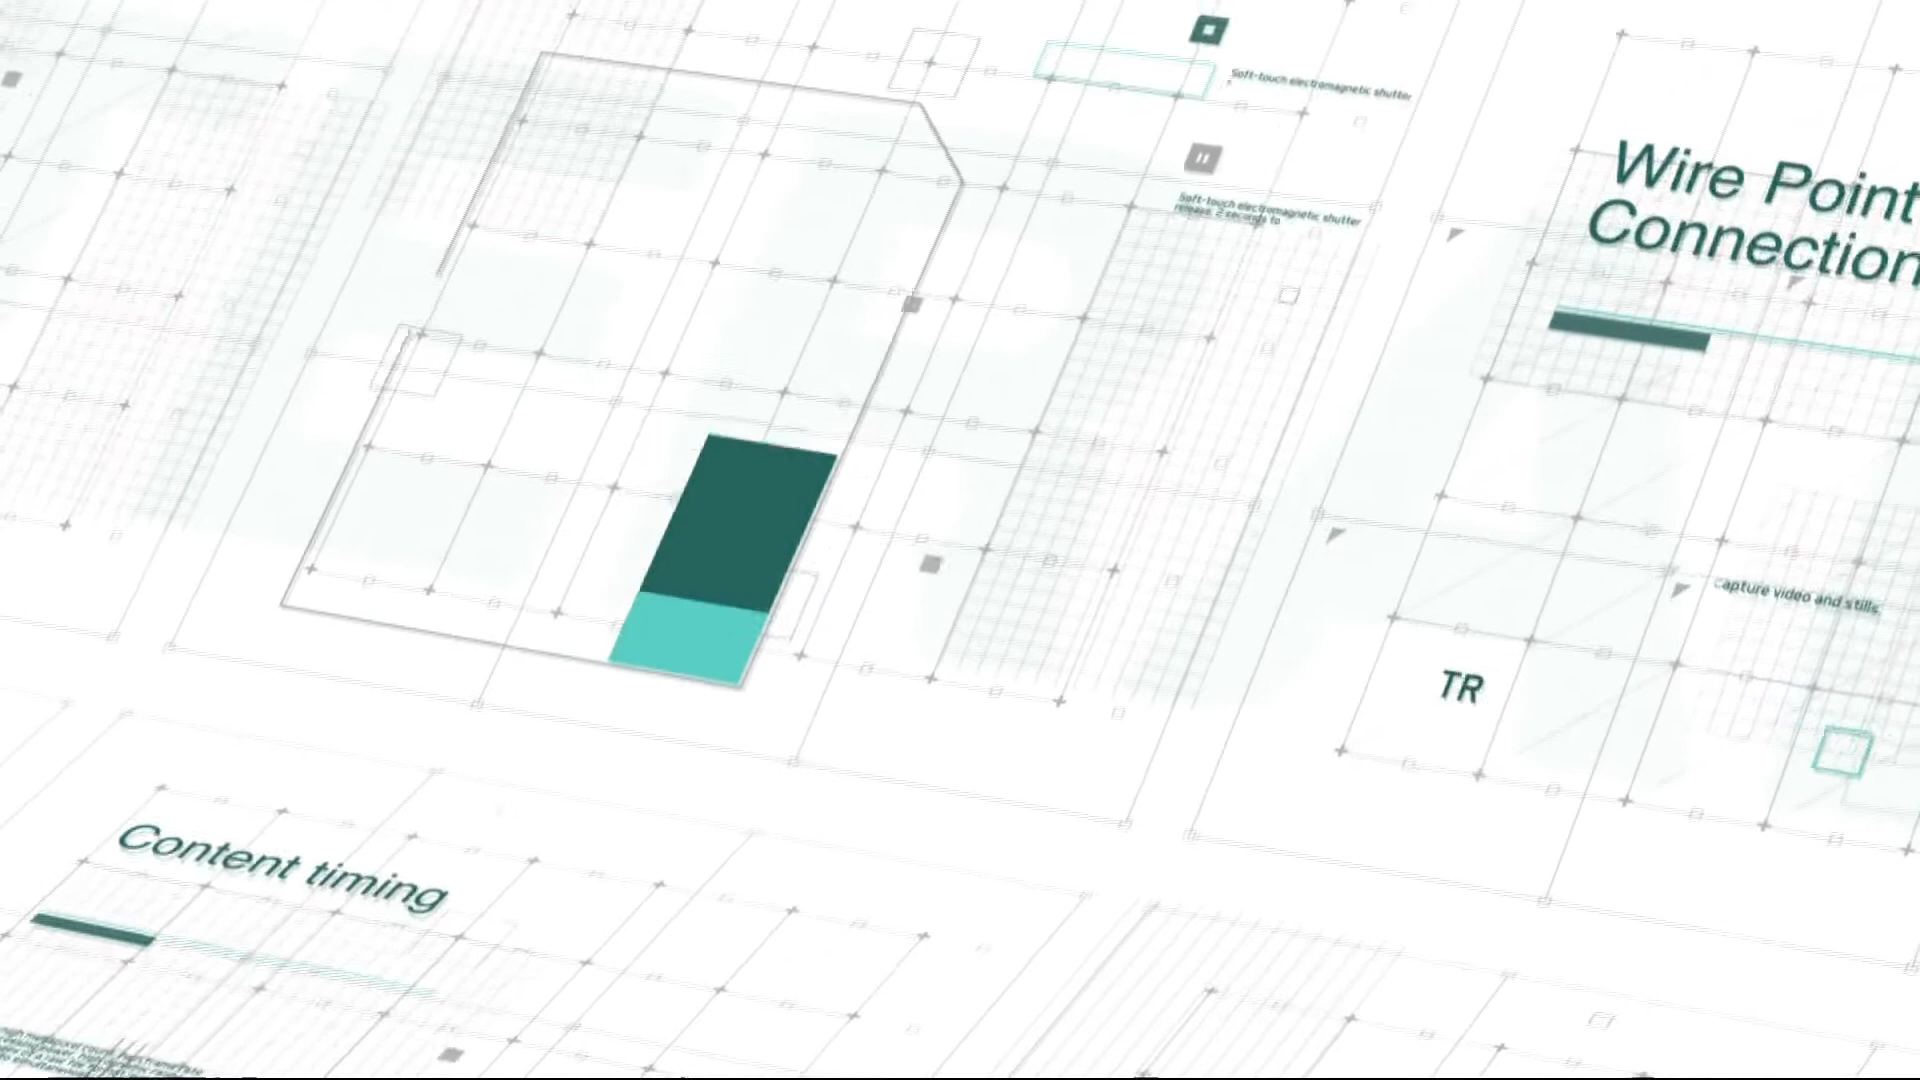 Soft-touch electromagnetic shutter
Soft-touch electromagnetic shutter
release. 2 seconds to
Wire Point
Connection
Capture video and stills.
TR
Content timing